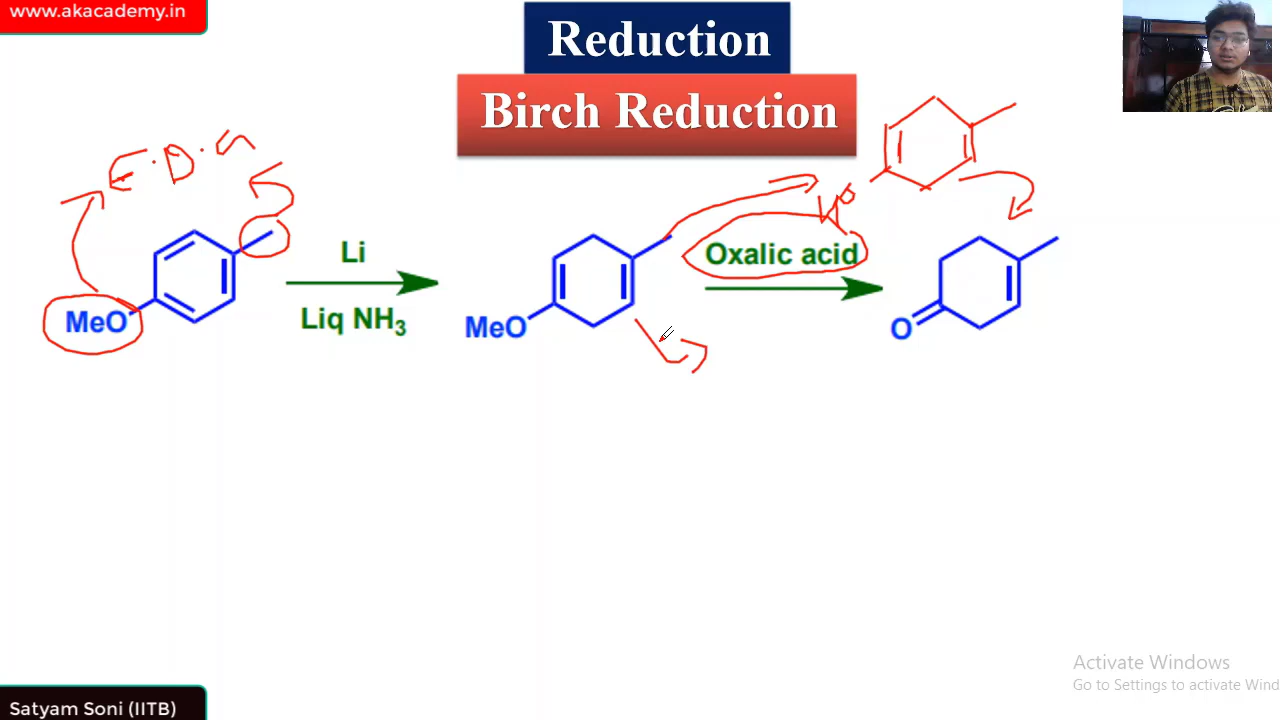 www.akacademy.in
Reduction
Birch Reduction
E.D.G
MeO
Li
Liq NH3
MeO
Oxalic acid
O
Activate Windows
Go to Settings to activate Wind
Satyam Soni (IITB)